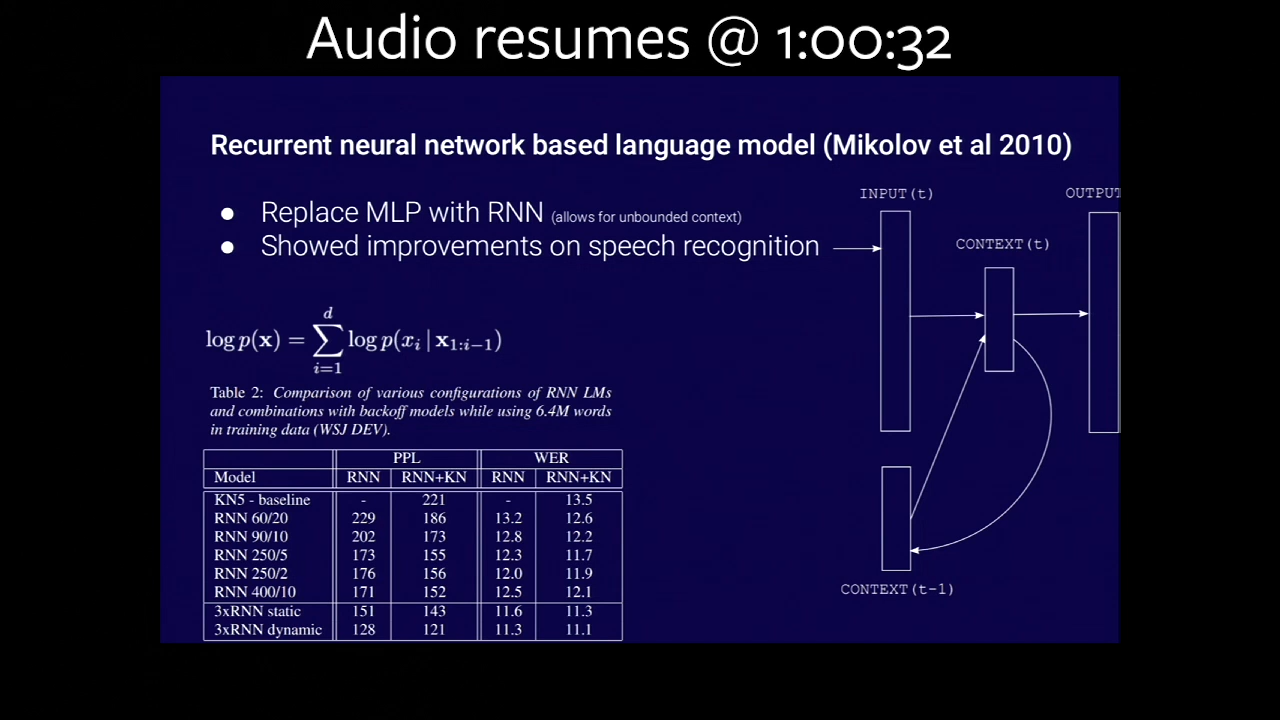 Audio resumes @ 1:00:32
Recurrent neural network based language model (Mikolov et al 2010)
● Replace MLP with RNN (allows for unbounded context)
● Showed improvements on speech recognition
INPUT(t)
OUTPUT
CONTEXT(t)
CONTEXT(t-1)
log p(x) = ∑_{i=1}^{d} log p(x_i | x_{1:i−1})
Table 2: Comparison of various configurations of RNN LMs
and combinations with backoff models while using 6.4M words
in training data (WSJ DEV).
PPL WER
Model RNN RNN+KN RNN RNN+KN
KN5 - baseline - 221 - 13.5
RNN 60/20 229 186 13.2 12.6
RNN 90/10 202 173 12.8 12.2
RNN 250/5 173 155 12.3 11.7
RNN 250/2 176 156 12.0 11.9
RNN 400/10 171 152 12.5 12.1
3xRNN static 151 143 11.6 11.3
3xRNN dynamic 128 121 11.3 11.1